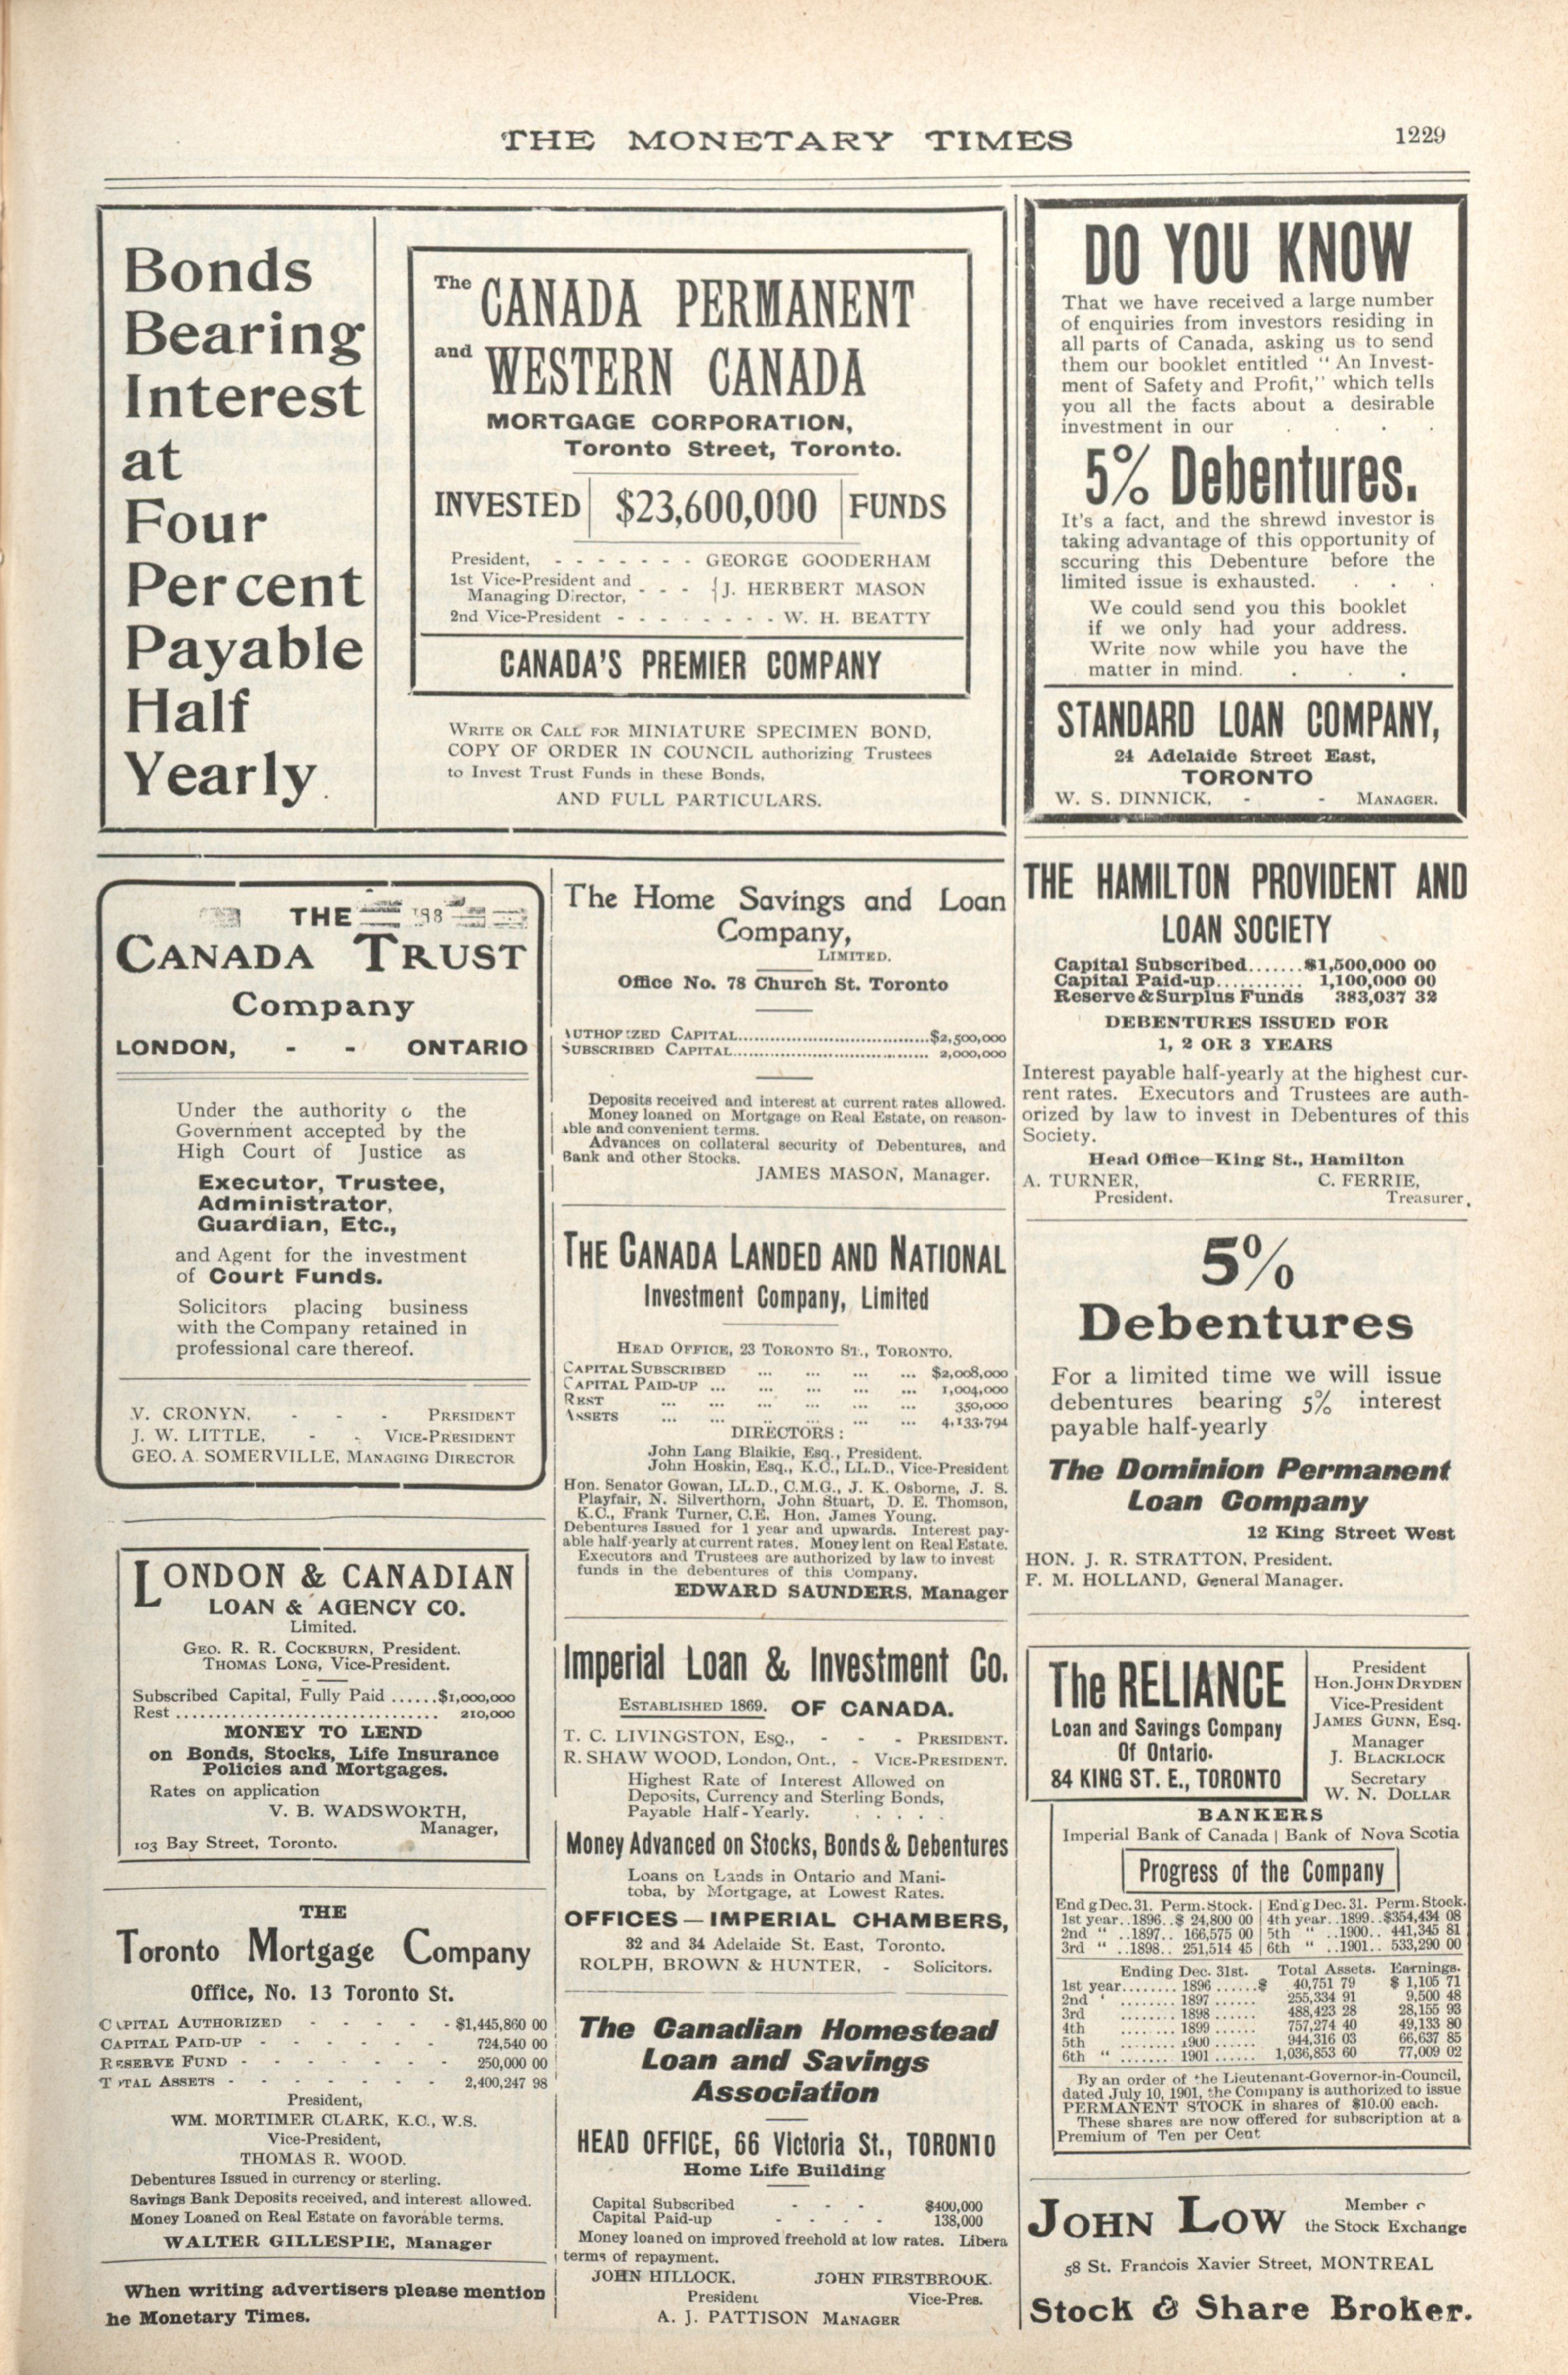 THE MONETARY TIMES
1229
Bonds
Bearing
Interest
at
Four
Per cent
Payable
Half
Yearly.
The CANADA PERMANENT
and WESTERN CANADA
MORTGAGE CORPORATION,
Toronto Street, Toronto.
INVESTED $23,600,000 FUNDS
President, - - - - - - - GEORGE GOODERHAM
1st Vice-President and
Managing Director, - - - { J. HERBERT MASON
2nd Vice-President - - - - - - - - W. H. BEATTY
CANADA'S PREMIER COMPANY
WRITE OR CALL FOR MINIATURE SPECIMEN BOND,
COPY OF ORDER IN COUNCIL authorizing Trustees
to Invest Trust Funds in these Bonds,
AND FULL PARTICULARS.
DO YOU KNOW
That we have received a large number
of enquiries from investors residing in
all parts of Canada, asking us to send
them our booklet entitled "An Invest-
ment of Safety and Profit," which tells
you all the facts about a desirable
investment in our . . . .
5% Debentures.
It's a fact, and the shrewd investor is
taking advantage of this opportunity of
sccuring this Debenture before the
limited issue is exhausted. . . .
We could send you this booklet
if we only had your address.
Write now while you have the
matter in mind. . . .
STANDARD LOAN COMPANY,
24 Adelaide Street East,
TORONTO
W. S. DINNICK, - - MANAGER.
THE
CANADA TRUST
Company
LONDON, - - ONTARIO
Under the authority o the
Government accepted by the
High Court of Justice as
Executor, Trustee,
Administrator,
Guardian, Etc.,
and Agent for the investment
of Court Funds.
Solicitors placing business
with the Company retained in
professional care thereof.
V. CRONYN, - - - PRESIDENT
J. W. LITTLE, - - VICE-PRESIDENT
GEO. A. SOMERVILLE, MANAGING DIRECTOR
LONDON & CANADIAN
LOAN & AGENCY CO.
Limited.
GEO. R. R. COCKBURN, President.
THOMAS LONG, Vice-President.
Subscribed Capital, Fully Paid ......$1,000,000
Rest ................................ 210,000
MONEY TO LEND
on Bonds, Stocks, Life Insurance
Policies and Mortgages.
Rates on application
V. B. WADSWORTH,
Manager,
103 Bay Street, Toronto.
THE
Toronto Mortgage Company
Office, No. 13 Toronto St.
CAPITAL AUTHORIZED - - - - - $1,445,860 00
CAPITAL PAID-UP - - - - - - 724,540 00
RESERVE FUND - - - - - - 250,000 00
TOTAL ASSETS - - - - - - 2,400,247 98
President,
WM. MORTIMER CLARK, K.C., W.S.
Vice-President,
THOMAS R. WOOD.
Debentures Issued in currency or sterling.
Savings Bank Deposits received, and interest allowed.
Money Loaned on Real Estate on favorable terms.
WALTER GILLESPIE, Manager
When writing advertisers please mention
he Monetary Times.
The Home Savings and Loan
Company,
LIMITED.
Office No. 78 Church St. Toronto
AUTHORIZED CAPITAL....................................$2,500,000
SUBSCRIBED CAPITAL.................................... 2,000,000
Deposits received and interest at current rates allowed.
Money loaned on Mortgage on Real Estate, on reason-
able and convenient terms.
Advances on collateral security of Debentures, and
Bank and other Stocks.
JAMES MASON, Manager.
THE CANADA LANDED AND NATIONAL
Investment Company, Limited
HEAD OFFICE, 23 TORONTO ST., TORONTO.
CAPITAL SUBSCRIBED ... ... ... ... $2,008,000
CAPITAL PAID-UP ... ... ... ... ... 1,004,000
REST ... ... ... ... ... ... 350,000
ASSETS ... ... ... ... ... ... 4,133,794
DIRECTORS:
John Lang Blaikie, Esq., President.
John Hoskin, Esq., K.C., LL.D., Vice-President
Hon. Senator Gowan, LL.D., C.M.G., J. K. Osborne, J. S.
Playfair, N. Silverthorn, John Stuart, D. E. Thomson,
K.C., Frank Turner, C.E. Hon. James Young.
Debentures Issued for 1 year and upwards. Interest pay-
able half-yearly at current rates. Money lent on Real Estate.
Executors and Trustees are authorized by law to invest
funds in the debentures of this Company.
EDWARD SAUNDERS, Manager
Imperial Loan & Investment Co.
ESTABLISHED 1869. OF CANADA.
T. C. LIVINGSTON, ESQ., - - - PRESIDENT.
R. SHAW WOOD, London, Ont., - VICE-PRESIDENT.
Highest Rate of Interest Allowed on
Deposits, Currency and Sterling Bonds,
Payable Half-Yearly. . . . . .
Money Advanced on Stocks, Bonds & Debentures
Loans on Lands in Ontario and Mani-
toba, by Mortgage, at Lowest Rates.
OFFICES—IMPERIAL CHAMBERS,
32 and 34 Adelaide St. East, Toronto.
ROLPH, BROWN & HUNTER, - Solicitors.
The Canadian Homestead
Loan and Savings
Association
HEAD OFFICE, 66 Victoria St., TORONTO
Home Life Building
Capital Subscribed - - - $400,000
Capital Paid-up - - - - 138,000
Money loaned on improved freehold at low rates. Libera
terms of repayment.
JOHN HILLOCK, JOHN FIRSTBROOK.
President Vice-Pres.
A. J. PATTISON MANAGER
THE HAMILTON PROVIDENT AND
LOAN SOCIETY
Capital Subscribed.......$1,500,000 00
Capital Paid-up........... 1,100,000 00
Reserve & Surplus Funds 383,037 32
DEBENTURES ISSUED FOR
1, 2 OR 3 YEARS
Interest payable half-yearly at the highest cur-
rent rates. Executors and Trustees are auth-
orized by law to invest in Debentures of this
Society.
Head Office—King St., Hamilton
A. TURNER, C. FERRIE,
President. Treasurer.
5%
Debentures
For a limited time we will issue
debentures bearing 5% interest
payable half-yearly
The Dominion Permanent
Loan Company
12 King Street West
HON. J. R. STRATTON, President.
F. M. HOLLAND, General Manager.
The RELIANCE
Loan and Savings Company
Of Ontario.
84 KING ST. E., TORONTO
President
Hon. JOHN DRYDEN
Vice-President
JAMES GUNN, Esq.
Manager
J. BLACKLOCK
Secretary
W. N. DOLLAR
BANKERS
Imperial Bank of Canada | Bank of Nova Scotia
Progress of the Company
End g Dec. 31. Perm. Stock. | End'g Dec. 31. Perm. Stock.
1st year..1896..$ 24,800 00 | 4th year..1899..$354,434 08
2nd " ..1897.. 166,575 00 | 5th " ..1900.. 441,345 81
3rd " ..1898.. 251,514 45 | 6th " ..1901.. 533,290 00
Ending Dec. 31st. Total Assets. Earnings.
1st year........ 1896 ......$ 40,751 79 $ 1,105 71
2nd ' ........ 1897 ...... 255,334 91 9,500 48
3rd ........ 1898 ...... 488,423 28 28,155 93
4th ........ 1899 ...... 757,274 40 49,133 80
5th ........ 1900 ...... 944,316 03 66,637 85
6th " ........ 1901 ...... 1,036,853 60 77,009 02
By an order of the Lieutenant-Governor-in-Council,
dated July 10, 1901, the Company is authorized to issue
PERMANENT STOCK in shares of $10.00 each.
These shares are now offered for subscription at a
Premium of Ten per Cent
JOHN LOW
Member o
the Stock Exchange
58 St. Francois Xavier Street, MONTREAL
Stock & Share Broker.